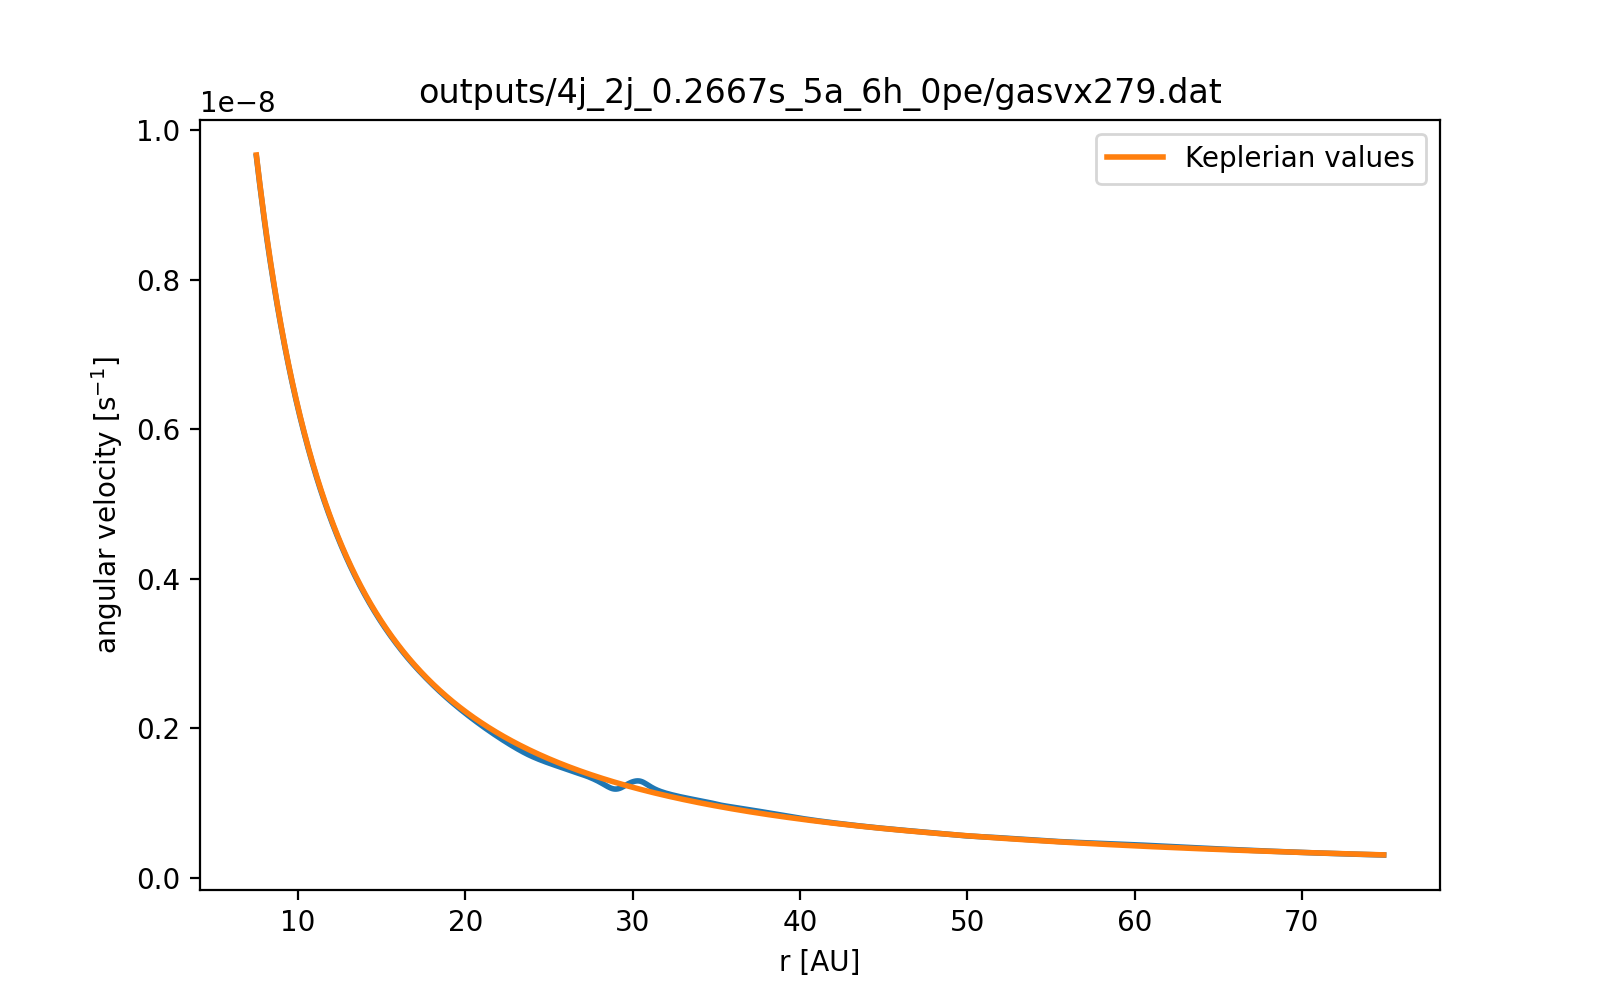 outputs/4j_2j_0.2667s_5a_6h_0pe/gasvx279.dat
1e−8
Keplerian values
1.0
0.8
0.6
0.4
0.2
0.0
angular velocity [s⁻¹]
10 20 30 40 50 60 70
r [AU]